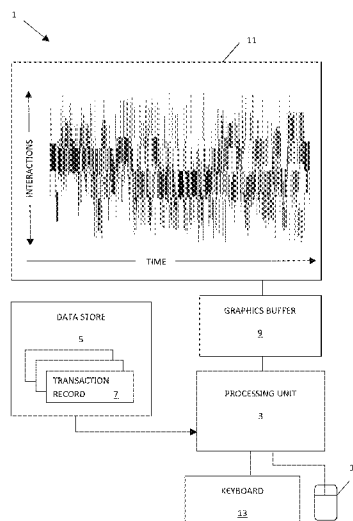 1
11
INTERACTIONS
TIME
DATA STORE
5
TRANSACTION
RECORD 7
GRAPHICS BUFFER
9
PROCESSING UNIT
3
KEYBOARD
13